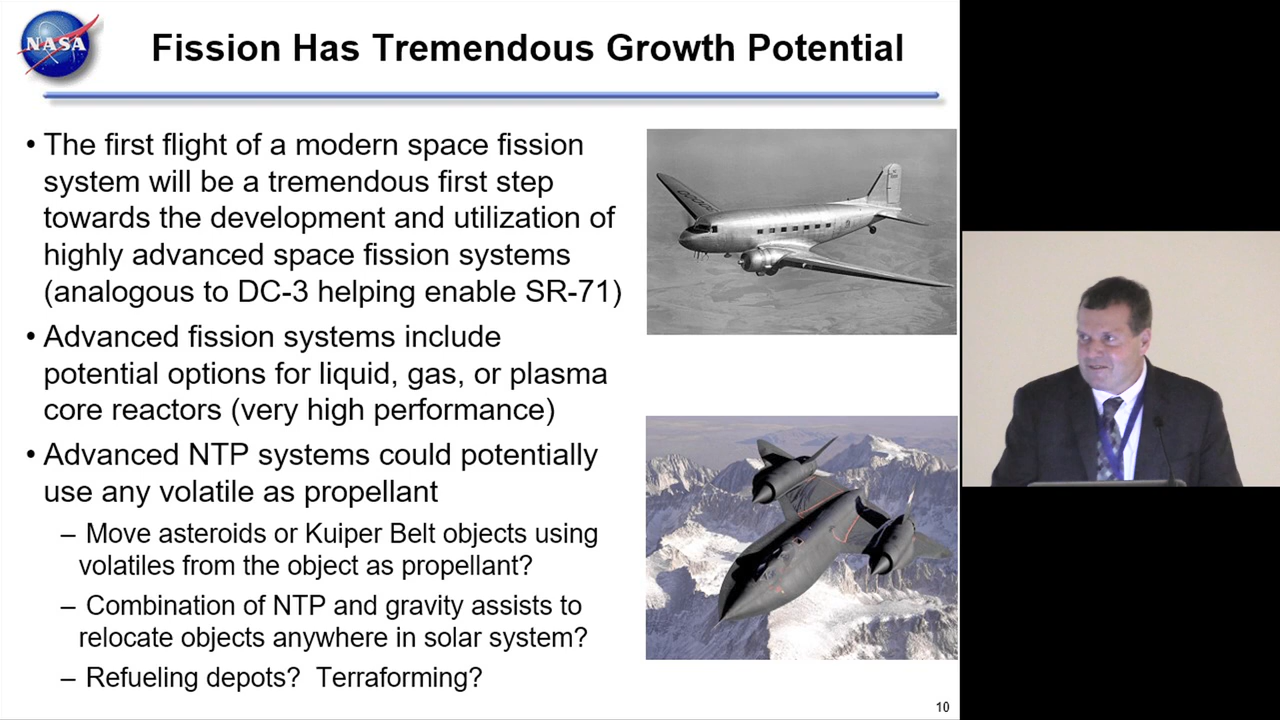 NASA
Fission Has Tremendous Growth Potential
• The first flight of a modern space fission
system will be a tremendous first step
towards the development and utilization of
highly advanced space fission systems
(analogous to DC-3 helping enable SR-71)
• Advanced fission systems include
potential options for liquid, gas, or plasma
core reactors (very high performance)
• Advanced NTP systems could potentially
use any volatile as propellant
– Move asteroids or Kuiper Belt objects using
volatiles from the object as propellant?
– Combination of NTP and gravity assists to
relocate objects anywhere in solar system?
– Refueling depots?  Terraforming?
10